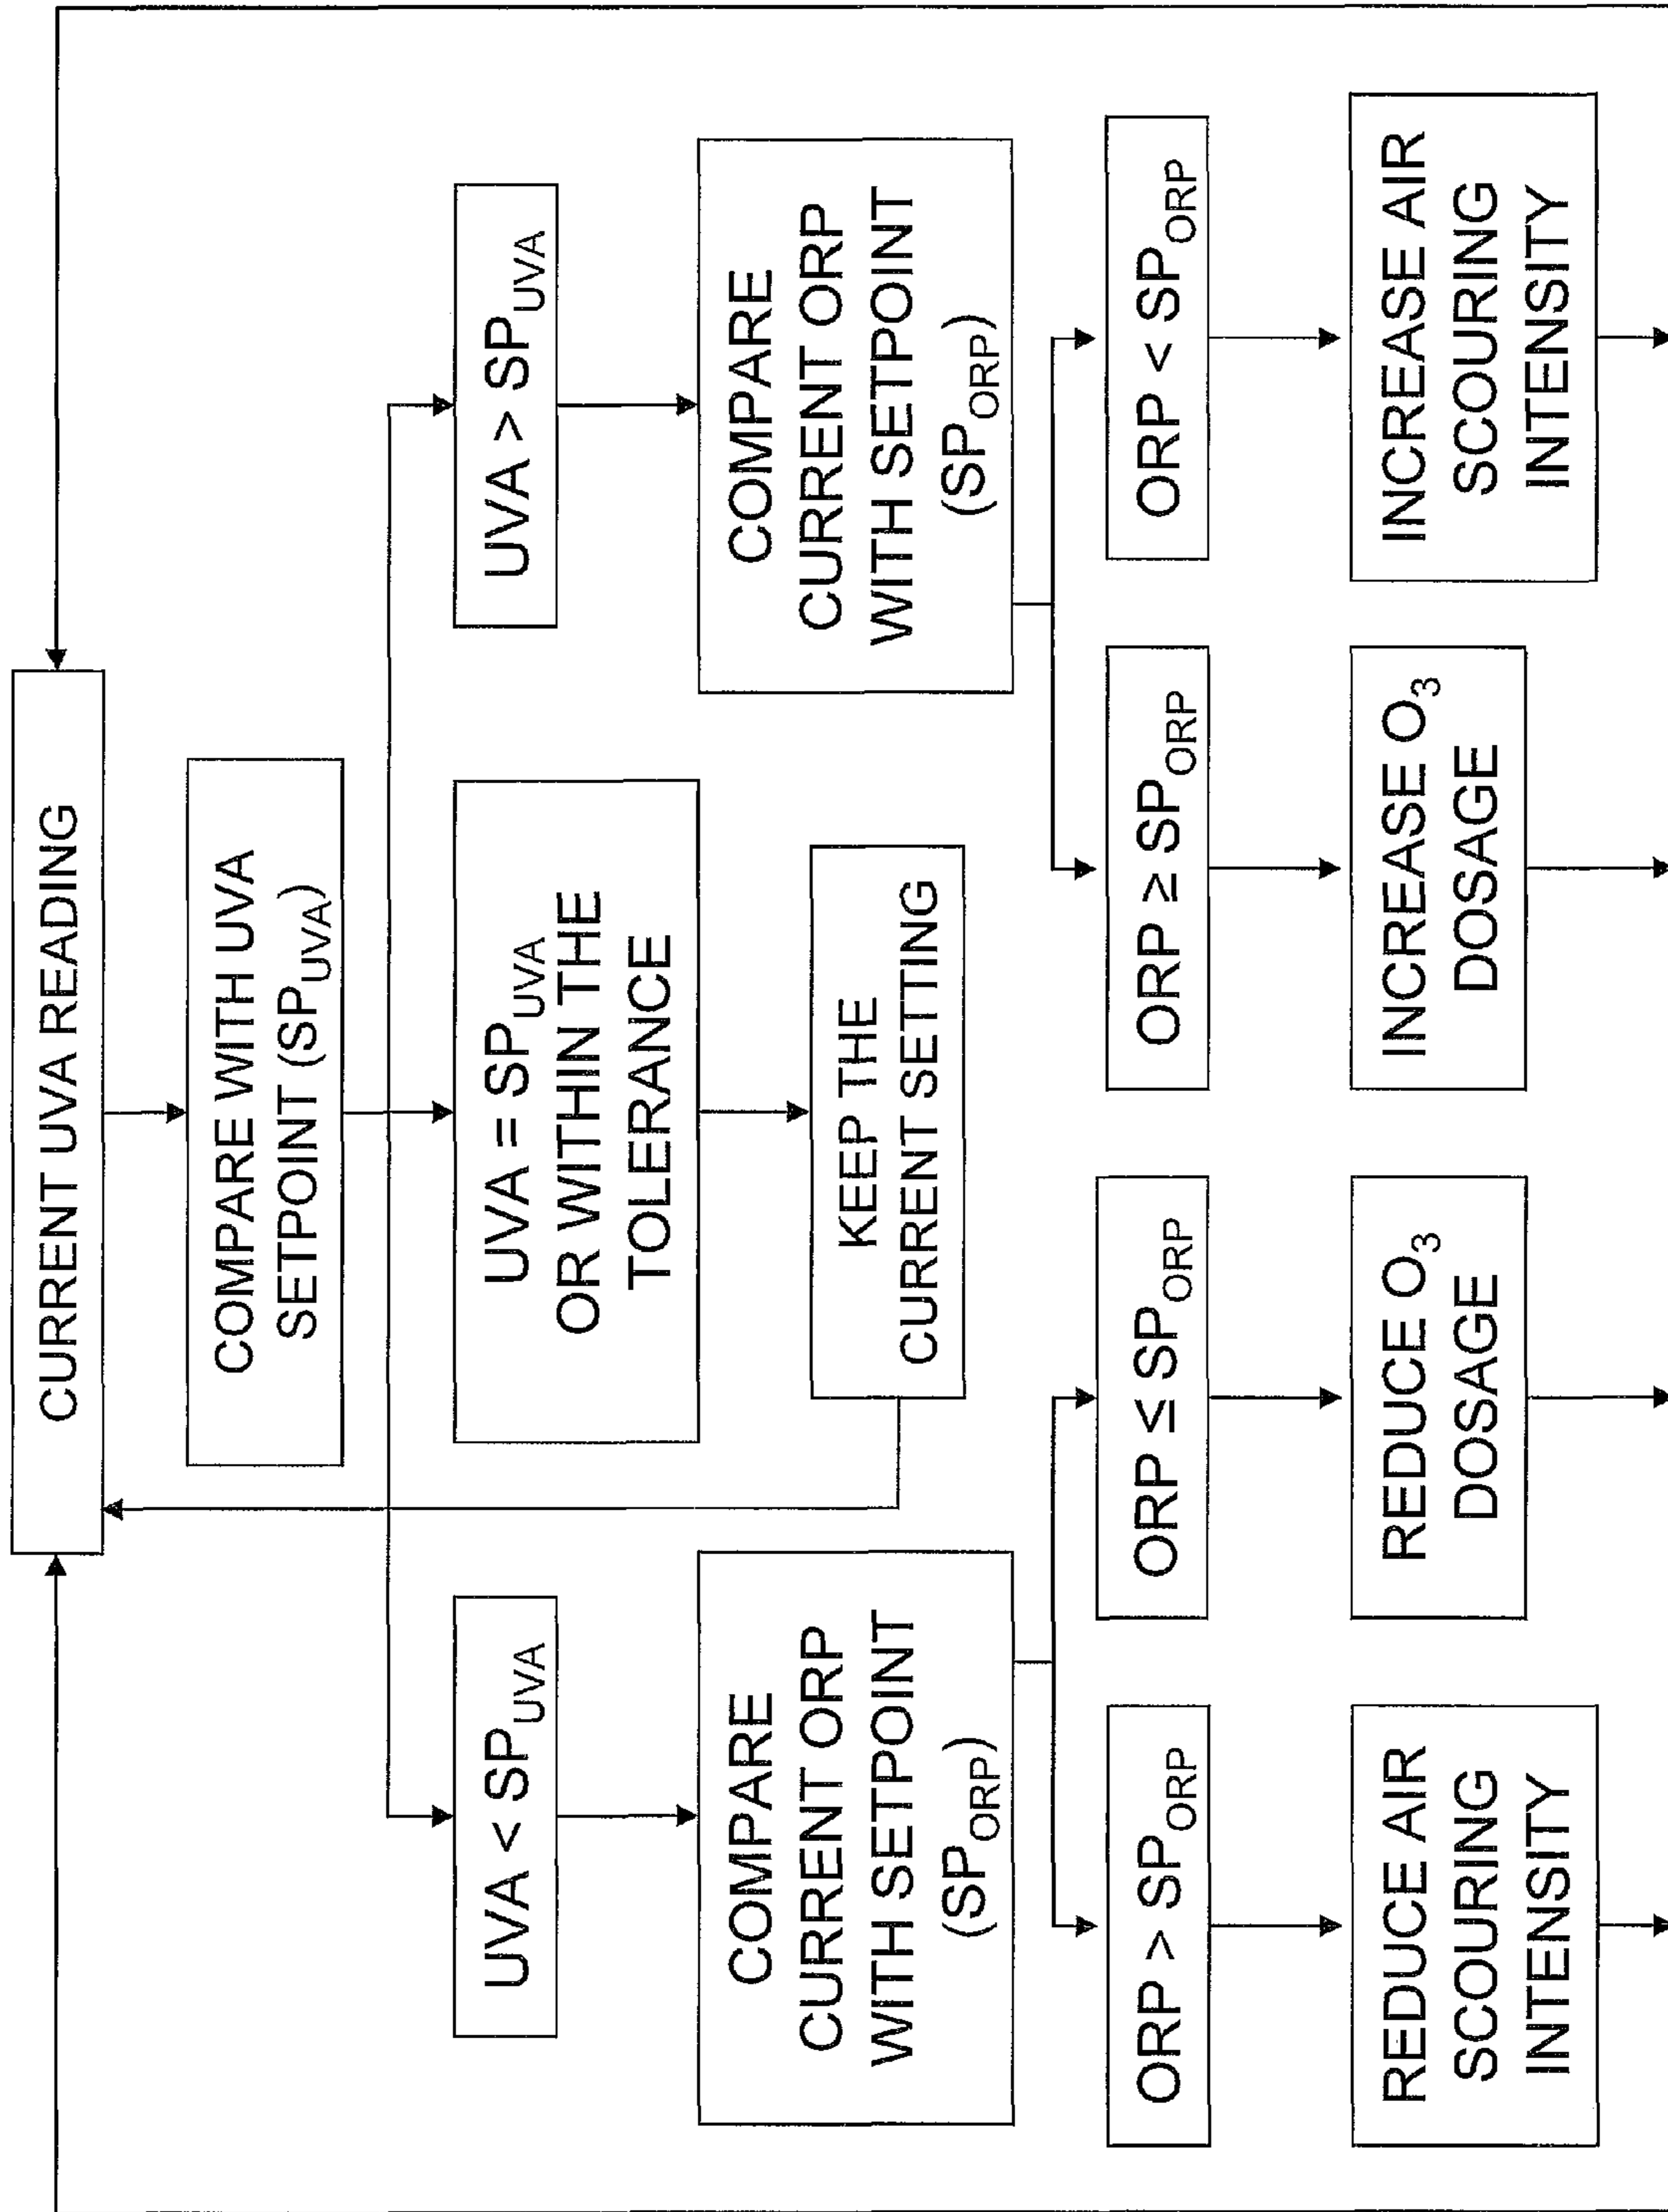 CURRENT UVA READING
COMPARE WITH UVA
SETPOINT (SP_UVA)
UVA < SP_UVA
UVA = SP_UVA
OR WITHIN THE
TOLERANCE
UVA > SP_UVA
COMPARE
CURRENT ORP
WITH SETPOINT
(SP_ORP)
KEEP THE
CURRENT SETTING
COMPARE
CURRENT ORP
WITH SETPOINT
(SP_ORP)
ORP > SP_ORP
ORP ≤ SP_ORP
ORP ≥ SP_ORP
ORP < SP_ORP
REDUCE AIR
SCOURING
INTENSITY
REDUCE O₃
DOSAGE
INCREASE O₃
DOSAGE
INCREASE AIR
SCOURING
INTENSITY